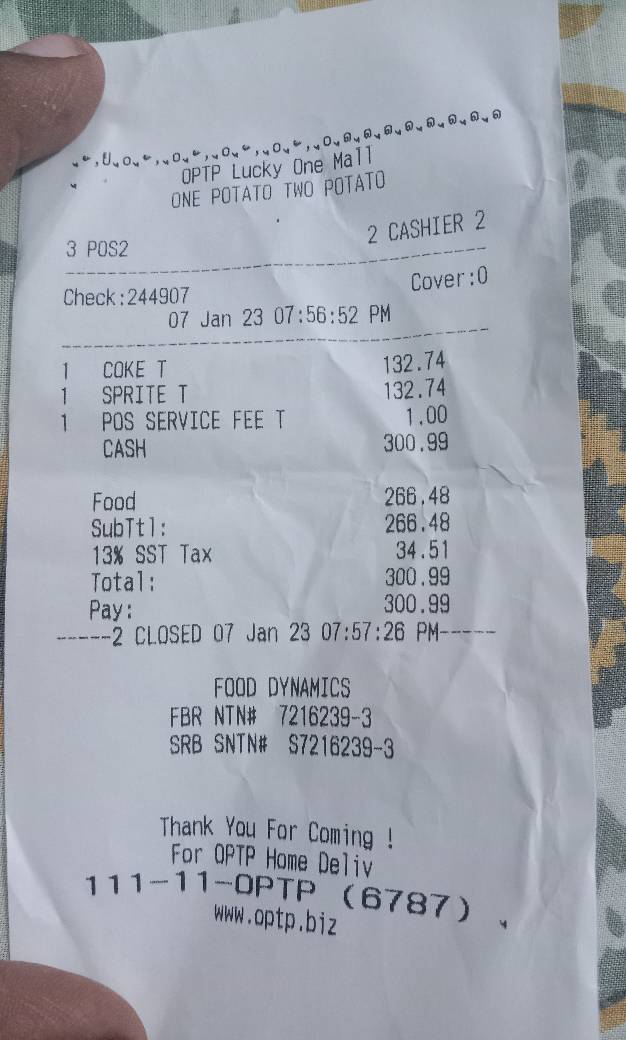 OPTP Lucky One Mall
ONE POTATO TWO POTATO
3 POS2 2 CASHIER 2
Check:244907 Cover:0
07 Jan 23 07:56:52 PM
1 COKE T 132.74
1 SPRITE T 132.74
1 POS SERVICE FEE T 1.00
CASH 300.99
Food 266.48
SubTtl: 266.48
13% SST Tax 34.51
Total: 300.99
Pay: 300.99
-----2 CLOSED 07 Jan 23 07:57:26 PM-----
FOOD DYNAMICS
FBR NTN# 7216239-3
SRB SNTN# S7216239-3
Thank You For Coming !
For OPTP Home Deliv
111-11-OPTP (6787)
www.optp.biz